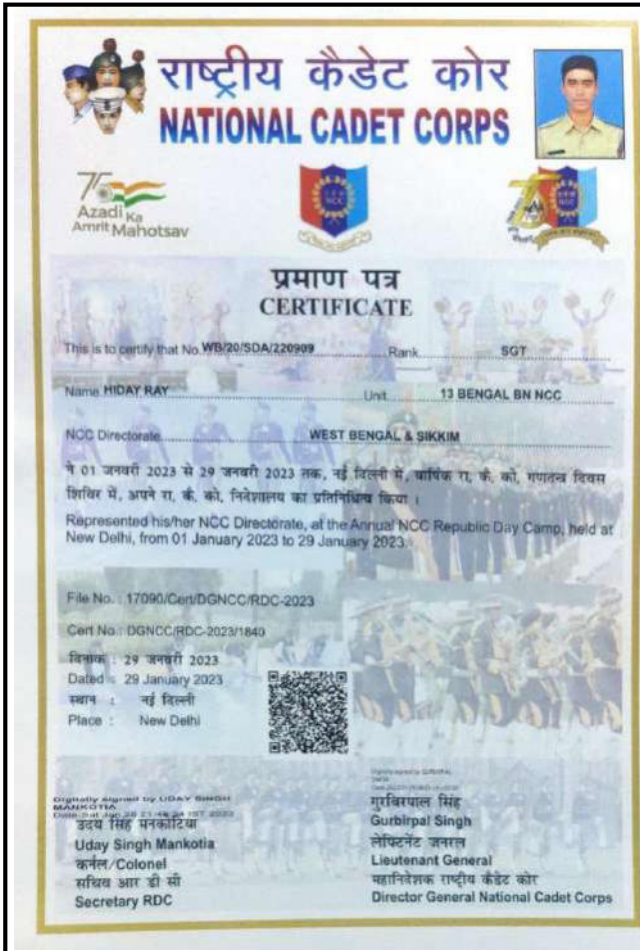 राष्ट्रीय कैडेट कोर
NATIONAL CADET CORPS
75
Azadi Ka
Amrit Mahotsav
NCC
प्रमाण पत्र
CERTIFICATE
This is to certify that No. WB/20/SDA/220909 Rank SGT
Name HIDAY RAY Unit 13 BENGAL BN NCC
NCC Directorate WEST BENGAL & SIKKIM
ने 01 जनवरी 2023 से 29 जनवरी 2023 तक, नई दिल्ली में, वार्षिक रा. कै. को. गणतन्त्र दिवस
शिविर में, अपने रा. कै. को. निदेशालय का प्रतिनिधित्व किया ।
Represented his/her NCC Directorate, at the Annual NCC Republic Day Camp, held at
New Delhi, from 01 January 2023 to 29 January 2023.
File No. : 17090/Cert/DGNCC/RDC-2023
Cert No : DGNCC/RDC-2023/1840
दिनाक : 29 जनवरी 2023
Dated : 29 January 2023
स्थान : नई दिल्ली
Place : New Delhi
Digitally signed by UDAY SINGH
MANKOTIA
उदय सिंह मनकोटिया
Uday Singh Mankotia
कर्नल/Colonel
सचिव आर डी सी
Secretary RDC
गुरबिरपाल सिंह
Gurbirpal Singh
लेफ्टिनेंट जनरल
Lieutenant General
महानिदेशक राष्ट्रीय कैडेट कोर
Director General National Cadet Corps